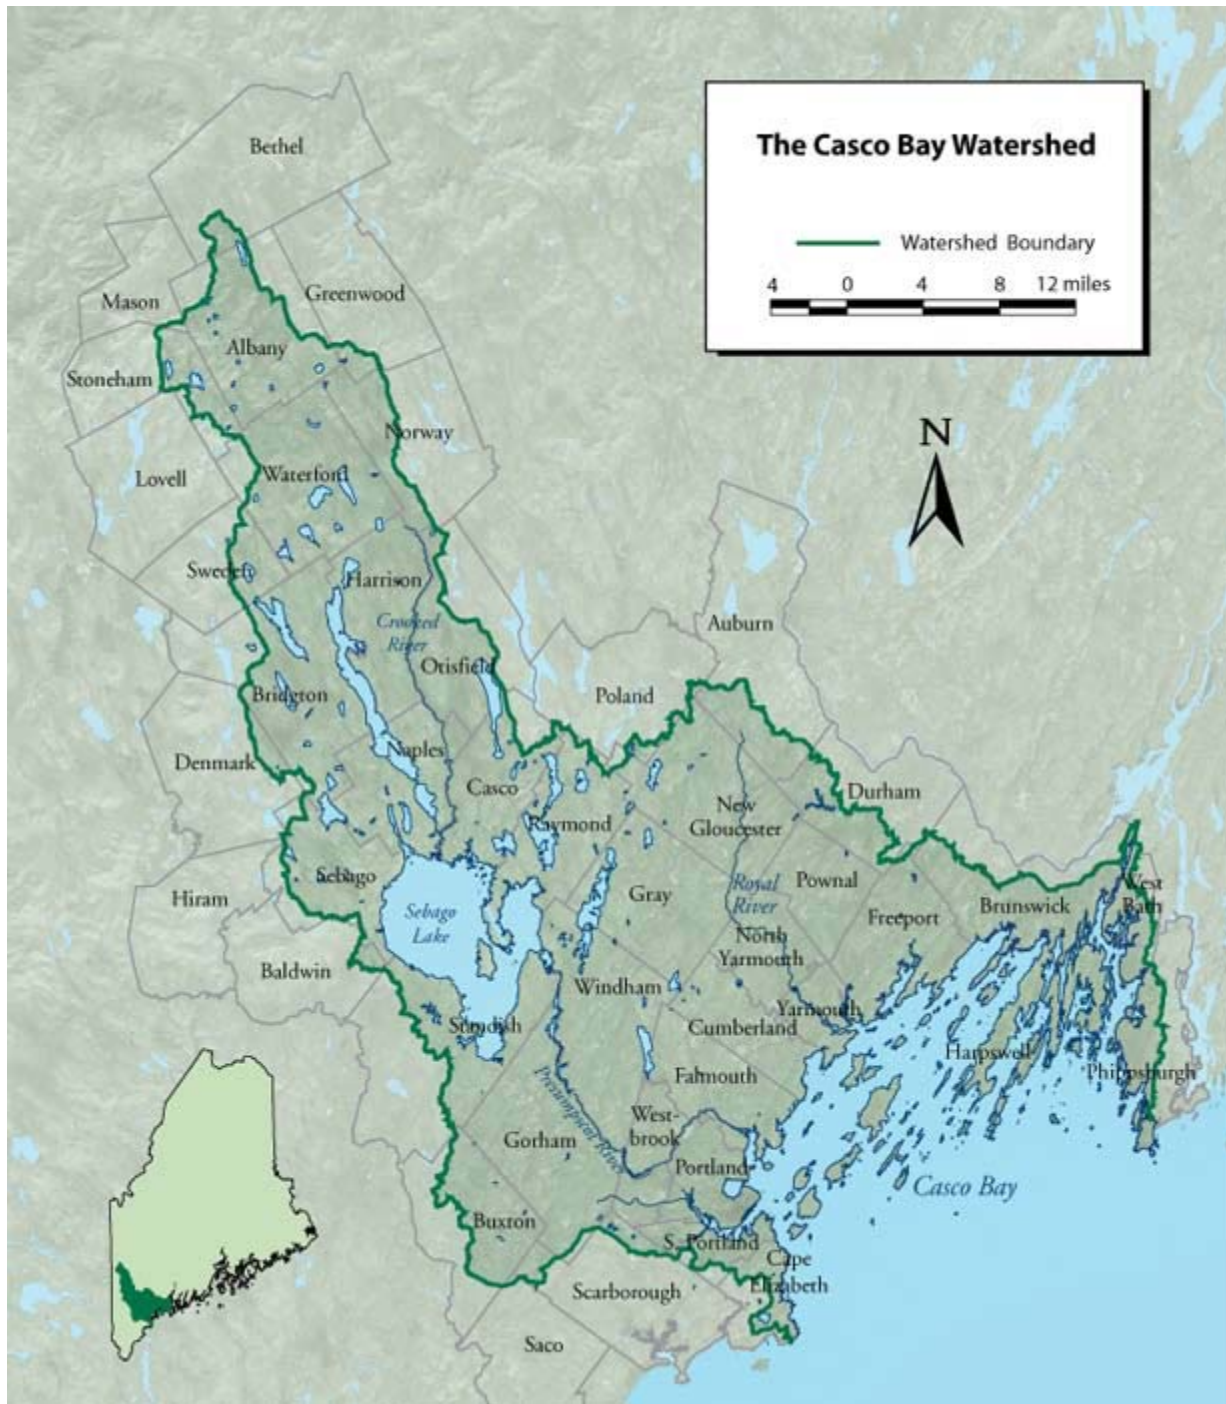 The Casco Bay Watershed
Watershed Boundary
4 0 4 8 12 miles
N
Bethel
Mason
Greenwood
Albany
Stoneham
Norway
Lovell
Waterford
Sweden
Harrison
Crooked
River
Otisfield
Auburn
Bridgton
Poland
Denmark
Naples
Casco
Durham
New
Gloucester
Raymond
Sebago
Hiram
Sebago
Lake
Gray
Royal
River
Pownal
Freeport
Brunswick
West
Bath
North
Yarmouth
Baldwin
Windham
Yarmouth
Standish
Cumberland
Harpswell
Phippsburgh
Falmouth
Presumpscot River
West-
brook
Gorham
Portland
Casco Bay
Buxton
S. Portland
Cape
Elizabeth
Scarborough
Saco